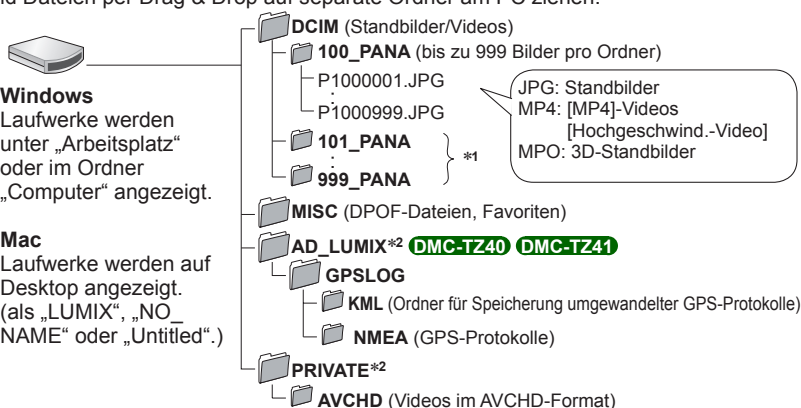 ld Dateien per Drag & Drop auf separate Ordner am PC ziehen.
DCIM (Standbilder/Videos)
100_PANA (bis zu 999 Bilder pro Ordner)
P1000001.JPG
:
P1000999.JPG
101_PANA
:
999_PANA
*1
JPG: Standbilder
MP4: [MP4]-Videos
[Hochgeschwind.-Video]
MPO: 3D-Standbilder
MISC (DPOF-Dateien, Favoriten)
AD_LUMIX*2 DMC-TZ40 DMC-TZ41
GPSLOG
KML (Ordner für Speicherung umgewandelter GPS-Protokolle)
NMEA (GPS-Protokolle)
PRIVATE*2
AVCHD (Videos im AVCHD-Format)
Windows
Laufwerke werden
unter „Arbeitsplatz“
oder im Ordner
„Computer“ angezeigt.
Mac
Laufwerke werden auf
Desktop angezeigt.
(als „LUMIX“, „NO_
NAME“ oder „Untitled“.)